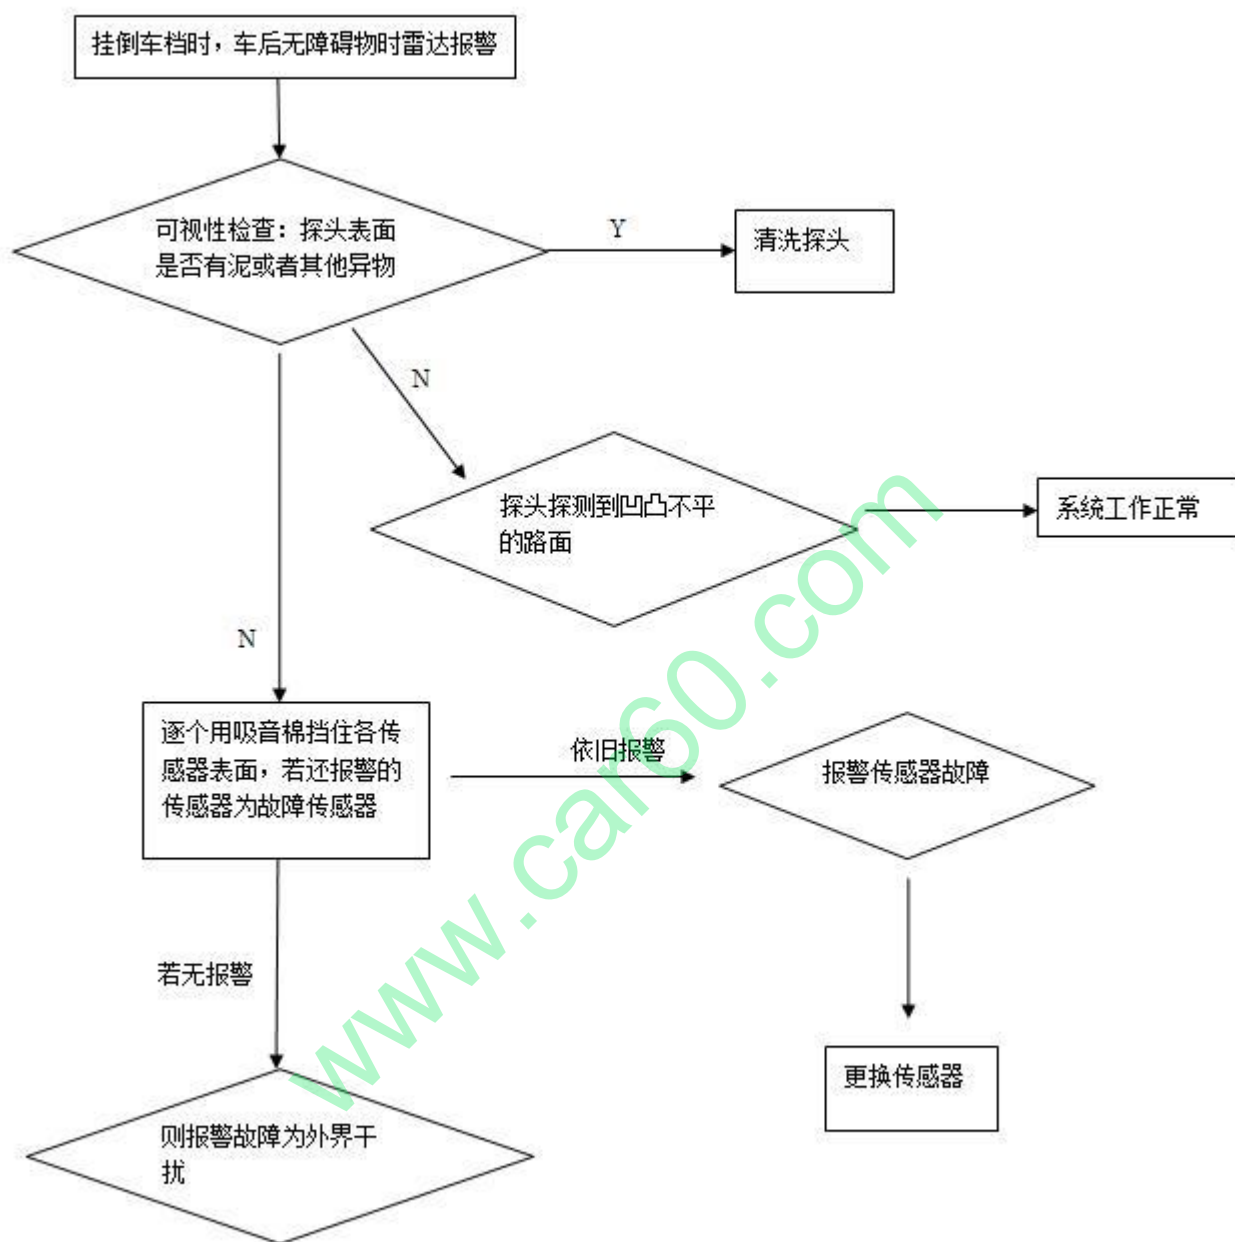 挂倒车档时，车后无障碍物时雷达报警
可视性检查：探头表面
是否有泥或者其他异物
Y
清洗探头
N
探头探测到凹凸不平
的路面
系统工作正常
N
逐个用吸音棉挡住各传
感器表面，若还报警的
传感器为故障传感器
依旧报警
报警传感器故障
若无报警
更换传感器
则报警故障为外界干
扰
www.car60.com